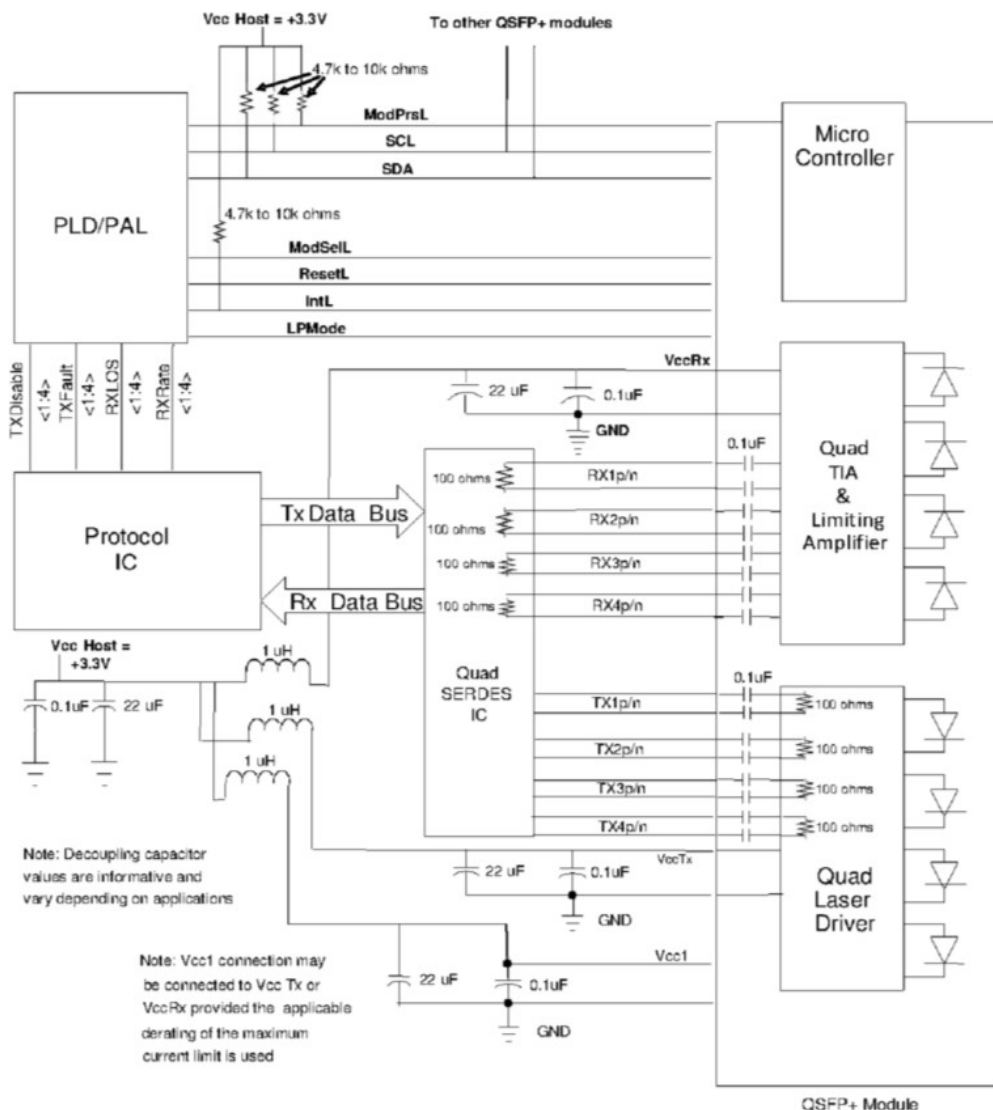 Vcc Host = +3.3V
To other QSFP+ modules
4.7k to 10k ohms
ModPrsL
SCL
SDA
Micro
Controller
PLD/PAL
4.7k to 10k ohms
ModSelL
ResetL
IntL
LPMode
TXDisable
<1:4>
TXFault
<1:4>
RXLOS
<1:4>
RXRate
<1:4>
VccRx
22 uF
0.1uF
GND
0.1uF
Quad
TIA
&
Limiting
Amplifier
Protocol
IC
Tx Data Bus
Rx Data Bus
100 ohms
RX1p/n
100 ohms
RX2p/n
100 ohms
RX3p/n
100 ohms
RX4p/n
Quad
SERDES
IC
Vcc Host =
+3.3V
0.1uF
22 uF
1 uH
1 uH
1 uH
0.1uF
TX1p/n
100 ohms
TX2p/n
100 ohms
TX3p/n
100 ohms
TX4p/n
100 ohms
VccTx
22 uF
0.1uF
GND
Quad
Laser
Driver
Note: Decoupling capacitor
values are informative and
vary depending on applications
Vcc1
22 uF
0.1uF
GND
Note: Vcc1 connection may
be connected to Vcc Tx or
VccRx provided the applicable
derating of the maximum
current limit is used
QSFP+ Module